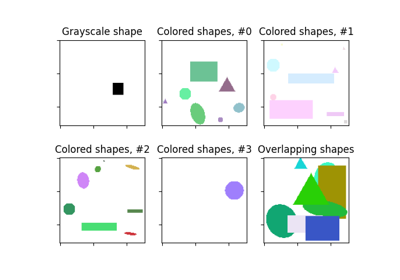 Grayscale shape
Colored shapes, #0
Colored shapes, #1
Colored shapes, #2
Colored shapes, #3
Overlapping shapes